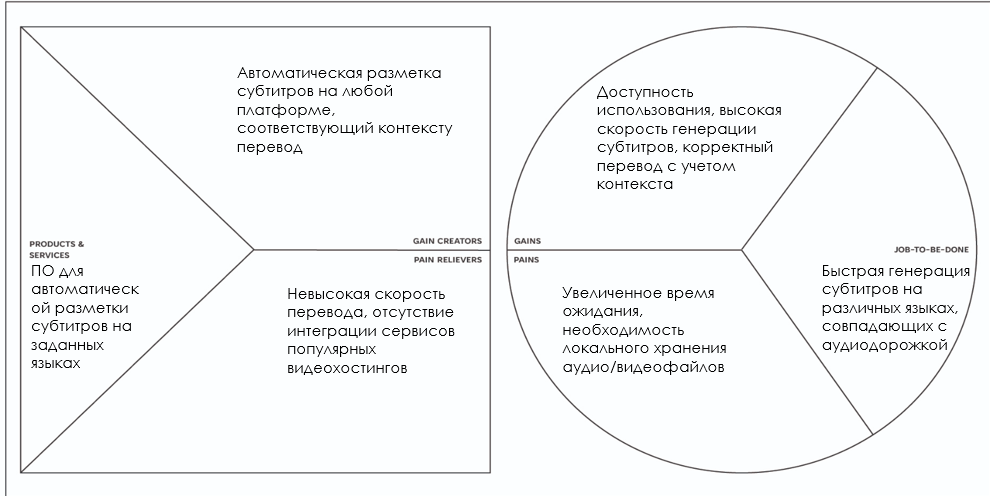 Автоматическая разметка
субтитров на любой
платформе,
соответствующий контексту
перевод
GAIN CREATORS
PRODUCTS &
SERVICES
ПО для
автоматическ
ой разметки
субтитров на
заданных
языках
PAIN RELIEVERS
Невысокая скорость
перевода, отсутствие
интеграции сервисов
популярных
видеохостингов
Доступность
использования, высокая
скорость генерации
субтитров, корректный
перевод с учетом
контекста
GAINS
PAINS
Увеличенное время
ожидания,
необходимость
локального хранения
аудио/видеофайлов
JOB-TO-BE-DONE
Быстрая генерация
субтитров на
различных языках,
совпадающих с
аудиодорожкой